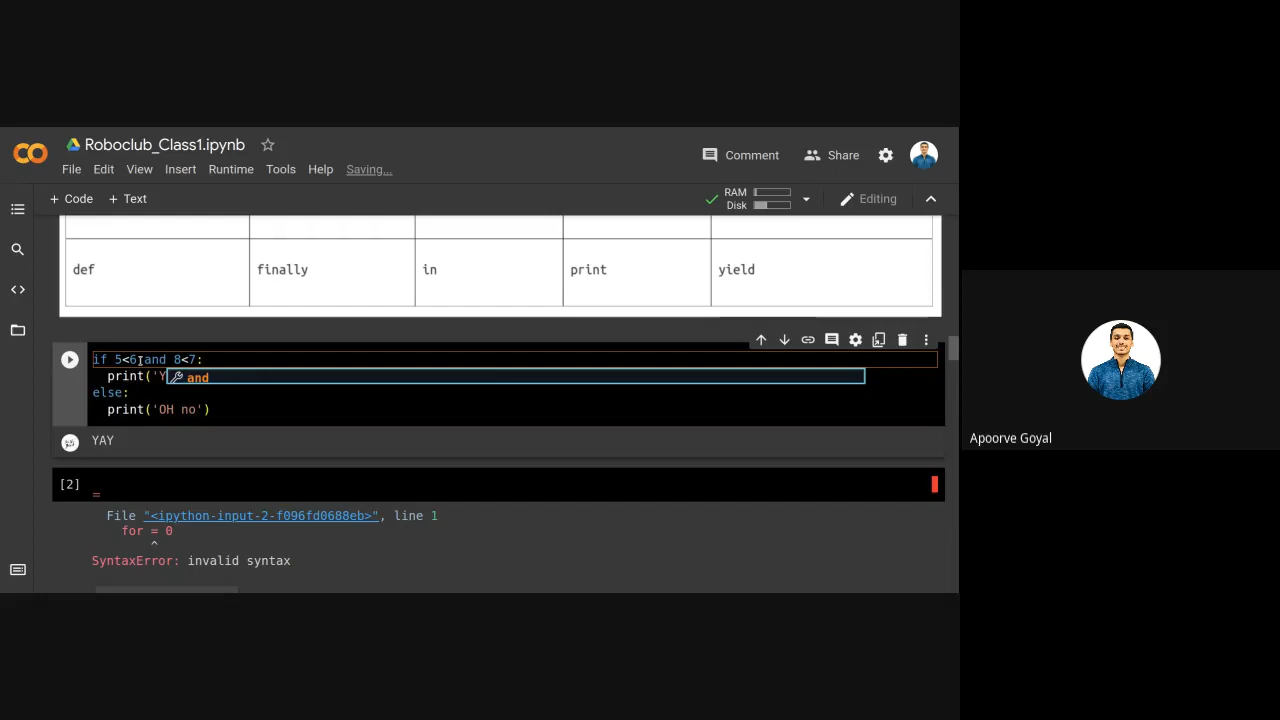 Roboclub_Class1.ipynb
File Edit View Insert Runtime Tools Help Saving...
Comment Share
+ Code + Text
RAM
Disk
Editing
def finally in print yield
if 5<6 and 8<7:
print('Y
and
else:
print('OH no')
YAY
[2]
=
File "<ipython-input-2-f096fd0688eb>", line 1
for = 0
^
SyntaxError: invalid syntax
Apoorve Goyal